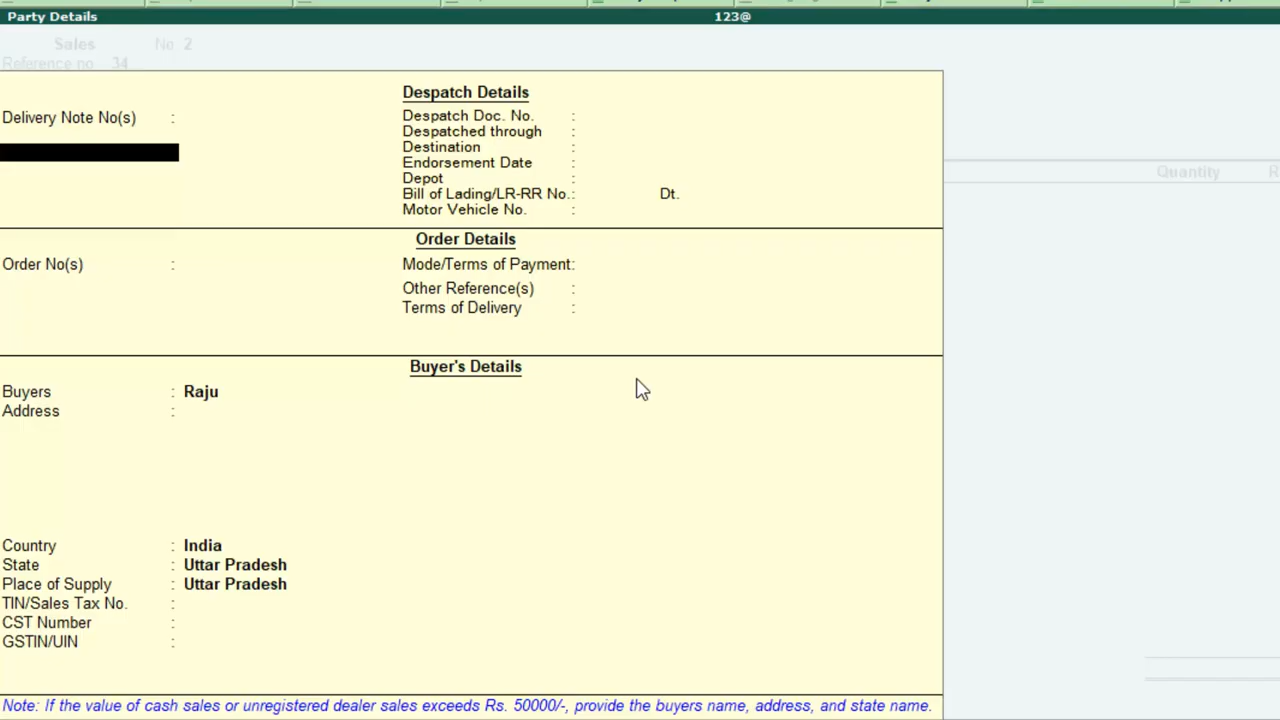 Party Details 123@
Sales No 2
Reference no 34
Despatch Details
Delivery Note No(s) :
Despatch Doc. No. :
Despatched through :
Destination :
Endorsement Date :
Depot :
Bill of Lading/LR-RR No.: Dt.
Motor Vehicle No. :
Quantity
Order Details
Order No(s) :
Mode/Terms of Payment:
Other Reference(s) :
Terms of Delivery :
Buyer's Details
Buyers : Raju
Address :
Country : India
State : Uttar Pradesh
Place of Supply : Uttar Pradesh
TIN/Sales Tax No. :
CST Number :
GSTIN/UIN :
Note: If the value of cash sales or unregistered dealer sales exceeds Rs. 50000/-, provide the buyers name, address, and state name.